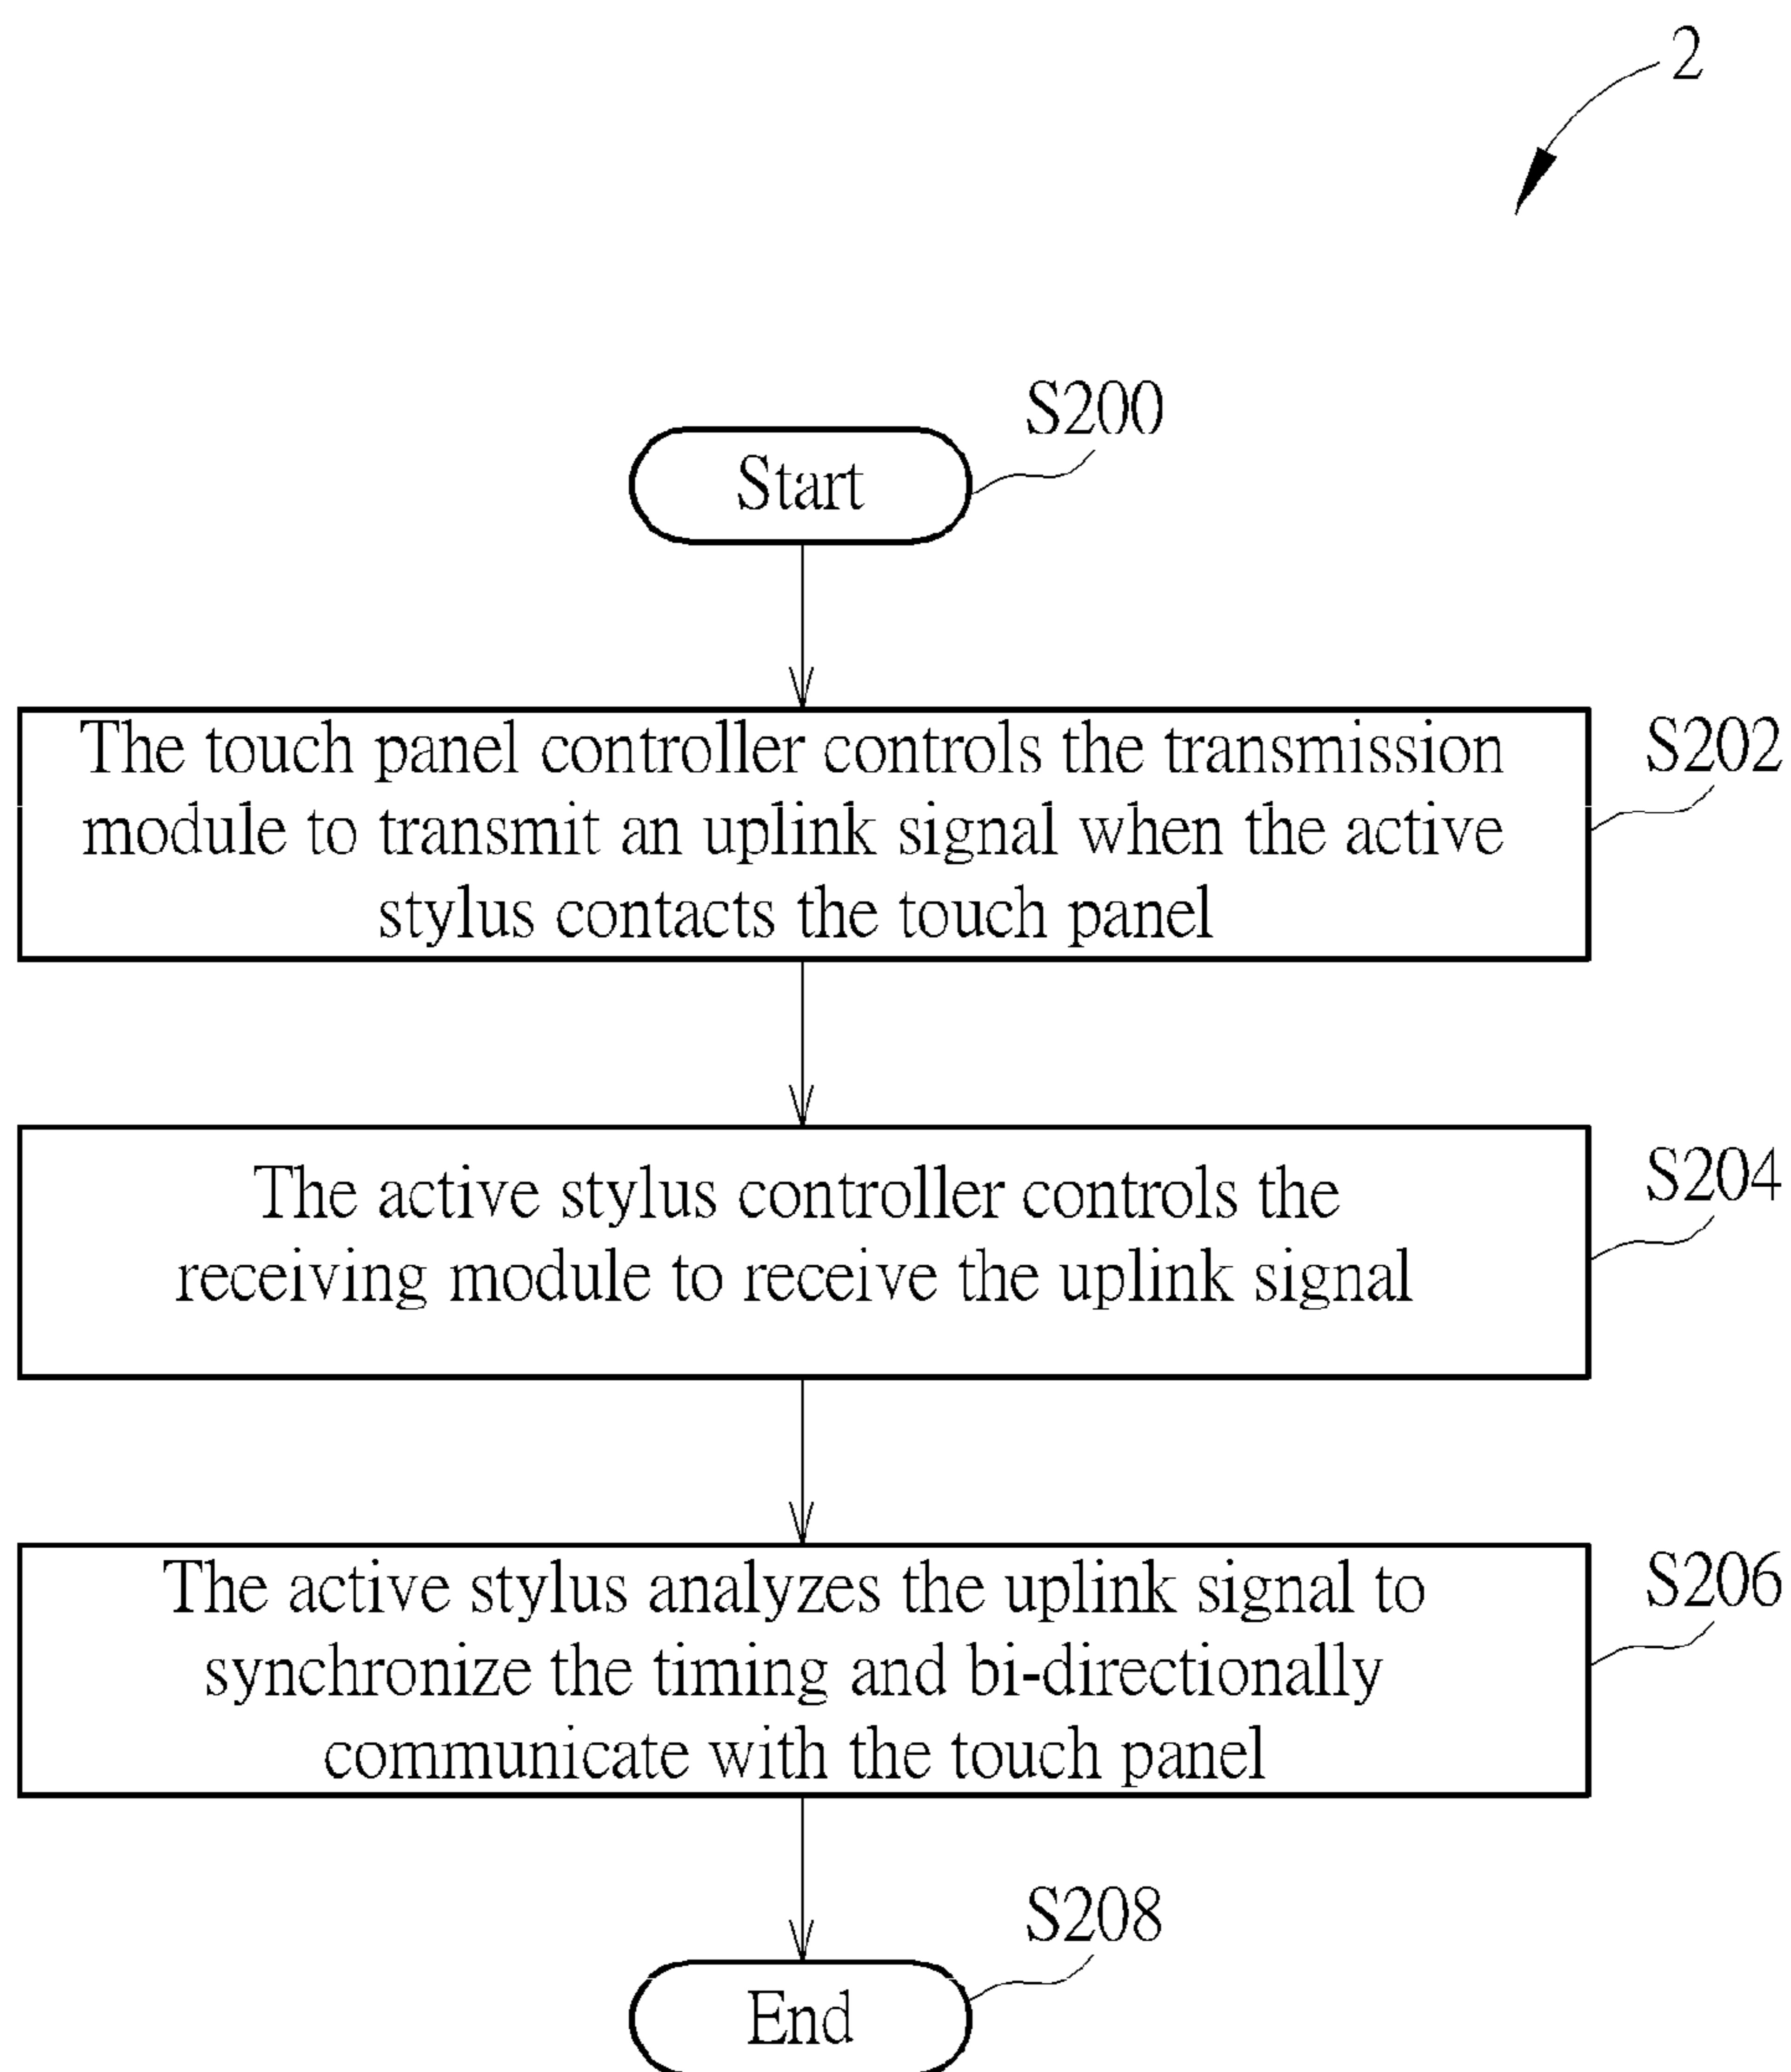 2
S200
Start
S202
The touch panel controller controls the transmission
module to transmit an uplink signal when the active
stylus contacts the touch panel
S204
The active stylus controller controls the
receiving module to receive the uplink signal
S206
The active stylus analyzes the uplink signal to
synchronize the timing and bi-directionally
communicate with the touch panel
S208
End